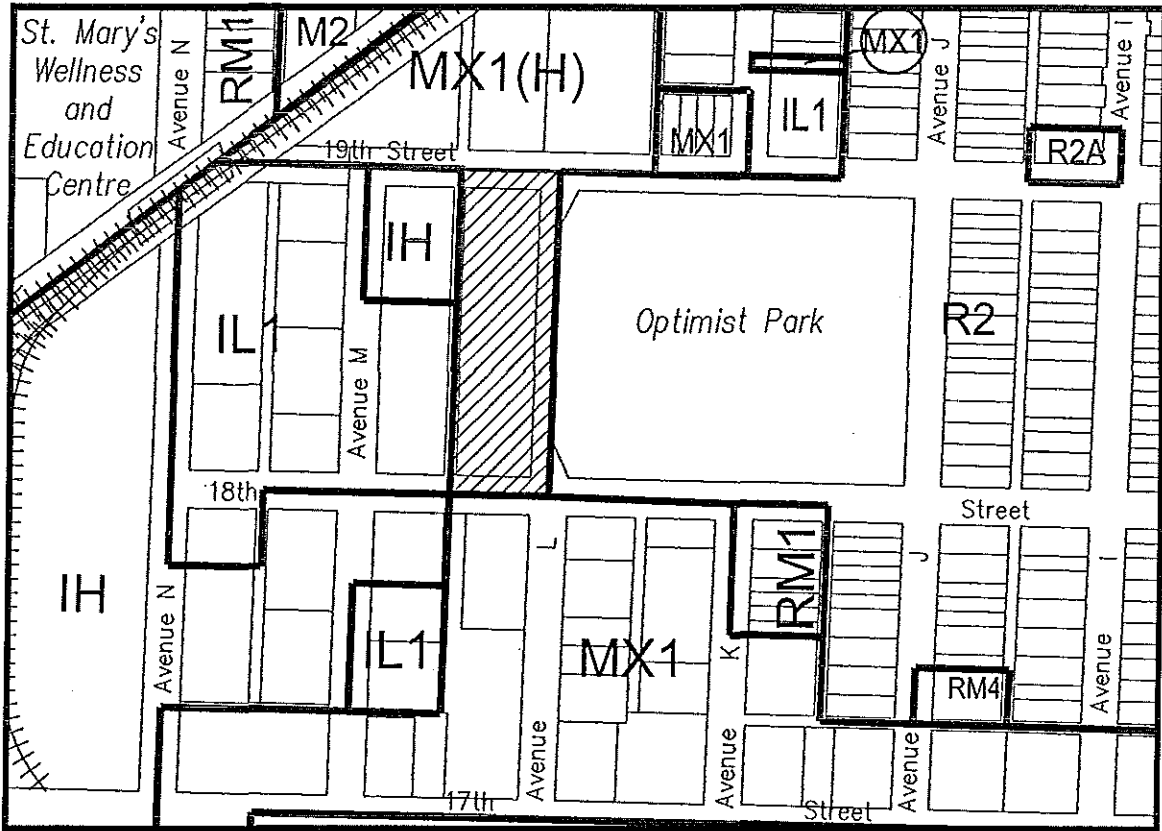 St. Mary's
Wellness
and
Education
Centre
Avenue N
RM1
M2
MX1(H)
MX1
IL1
MX1
Avenue J
Avenue I
R2A
19th Street
IH
IL1
Avenue M
Optimist Park
R2
18th
Street
IH
Avenue N
IL1
L
Avenue
MX1
K
Avenue
RM1
J
Avenue
RM4
I
Avenue
17th
Street